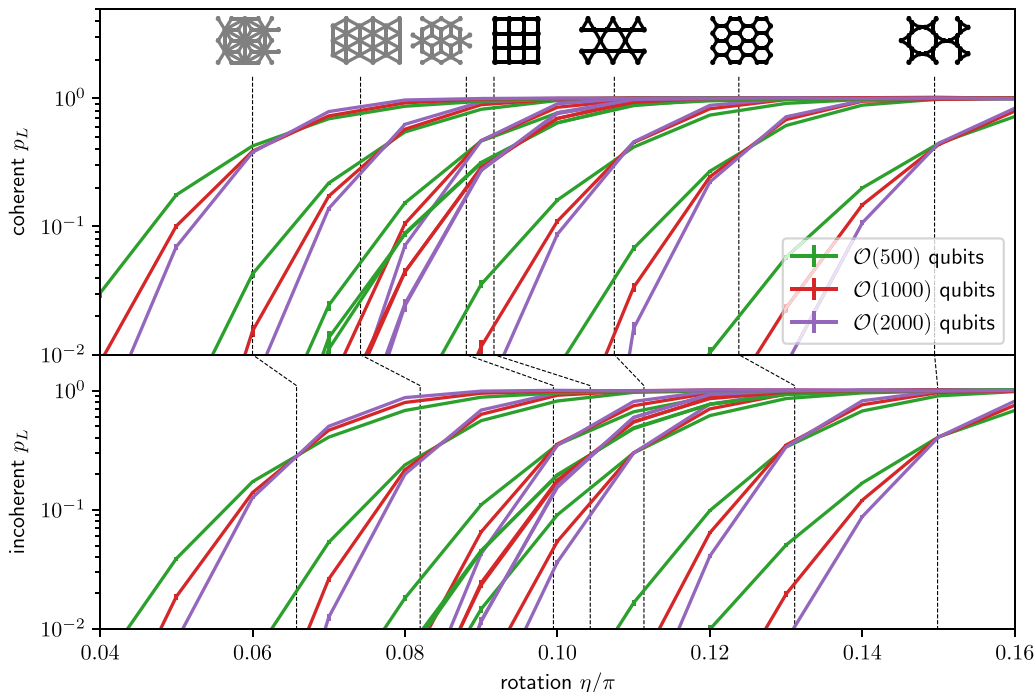 coherent p_L
10^0
10^{-1}
10^{-2}
O(500) qubits
O(1000) qubits
O(2000) qubits
incoherent p_L
10^0
10^{-1}
10^{-2}
0.04 0.06 0.08 0.10 0.12 0.14 0.16
rotation η/π